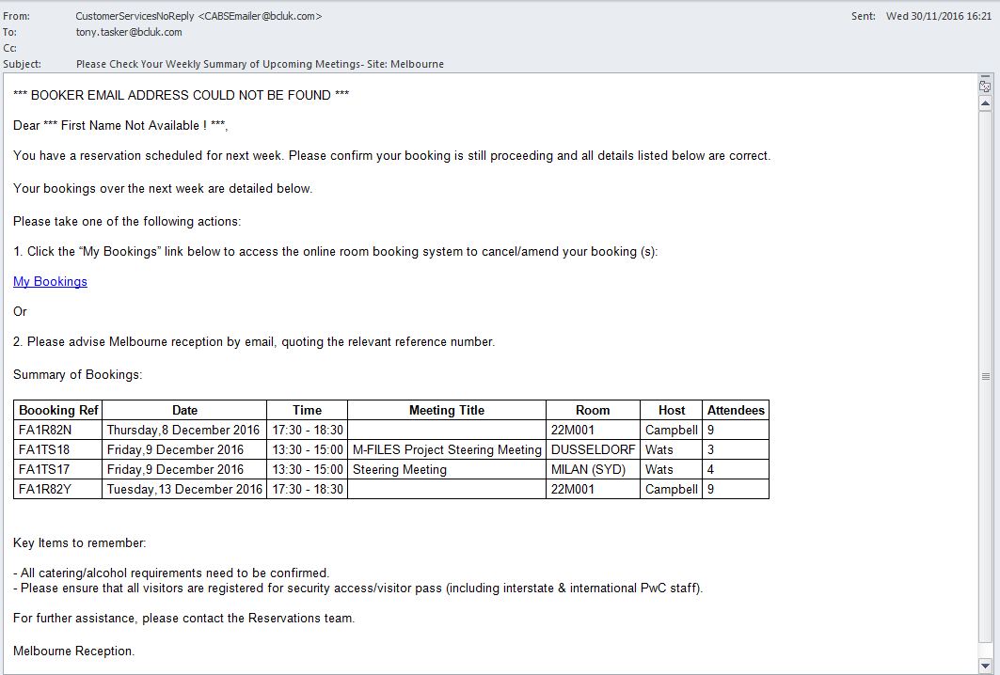 From: CustomerServicesNoReply <CABSEmailer@bcluk.com> Sent: Wed 30/11/2016 16:21
To: tony.tasker@bcluk.com
Cc:
Subject: Please Check Your Weekly Summary of Upcoming Meetings- Site: Melbourne
*** BOOKER EMAIL ADDRESS COULD NOT BE FOUND ***
Dear *** First Name Not Available ! ***,
You have a reservation scheduled for next week. Please confirm your booking is still proceeding and all details listed below are correct.
Your bookings over the next week are detailed below.
Please take one of the following actions:
1. Click the “My Bookings” link below to access the online room booking system to cancel/amend your booking (s):
My Bookings
Or
2. Please advise Melbourne reception by email, quoting the relevant reference number.
Summary of Bookings:
Boooking Ref Date Time Meeting Title Room Host Attendees
FA1R82N Thursday,8 December 2016 17:30 - 18:30 22M001 Campbell 9
FA1TS18 Friday,9 December 2016 13:30 - 15:00 M-FILES Project Steering Meeting DUSSELDORF Wats 3
FA1TS17 Friday,9 December 2016 13:30 - 15:00 Steering Meeting MILAN (SYD) Wats 4
FA1R82Y Tuesday,13 December 2016 17:30 - 18:30 22M001 Campbell 9
Key Items to remember:
- All catering/alcohol requirements need to be confirmed.
- Please ensure that all visitors are registered for security access/visitor pass (including interstate & international PwC staff).
For further assistance, please contact the Reservations team.
Melbourne Reception.